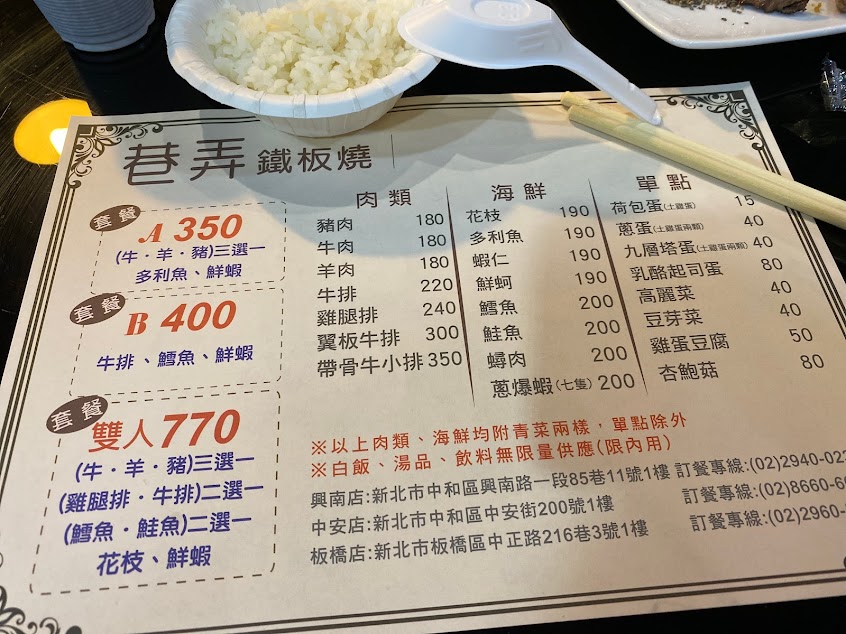 巷弄 鐵板燒
套餐
A 350
(牛·羊·豬)三選一
多利魚、鮮蝦
套餐
B 400
牛排、鱈魚、鮮蝦
套餐
雙人 770
(牛·羊·豬)三選一
(雞腿排·牛排)二選一
(鱈魚·鮭魚)二選一
花枝、鮮蝦
肉類
豬肉 180
牛肉 180
羊肉 180
牛排 220
雞腿排 240
翼板牛排 300
帶骨牛小排 350
海鮮
花枝 190
多利魚 190
蝦仁 190
鮮蚵 190
鱈魚 200
鮭魚 200
蟳肉 200
蔥爆蝦(七隻) 200
單點
荷包蛋(土雞蛋) 15
蔥蛋(土雞蛋兩顆) 40
九層塔蛋(土雞蛋兩顆) 40
乳酪起司蛋 80
高麗菜 40
豆芽菜 40
雞蛋豆腐 50
杏鮑菇 80
※以上肉類、海鮮均附青菜兩樣，單點除外
※白飯、湯品、飲料無限量供應(限內用)
興南店:新北市中和區興南路一段85巷11號1樓 訂餐專線:(02)2940-02
中安店:新北市中和區中安街200號1樓 訂餐專線:(02)8660-6
板橋店:新北市板橋區中正路216巷3號1樓 訂餐專線:(02)2960-